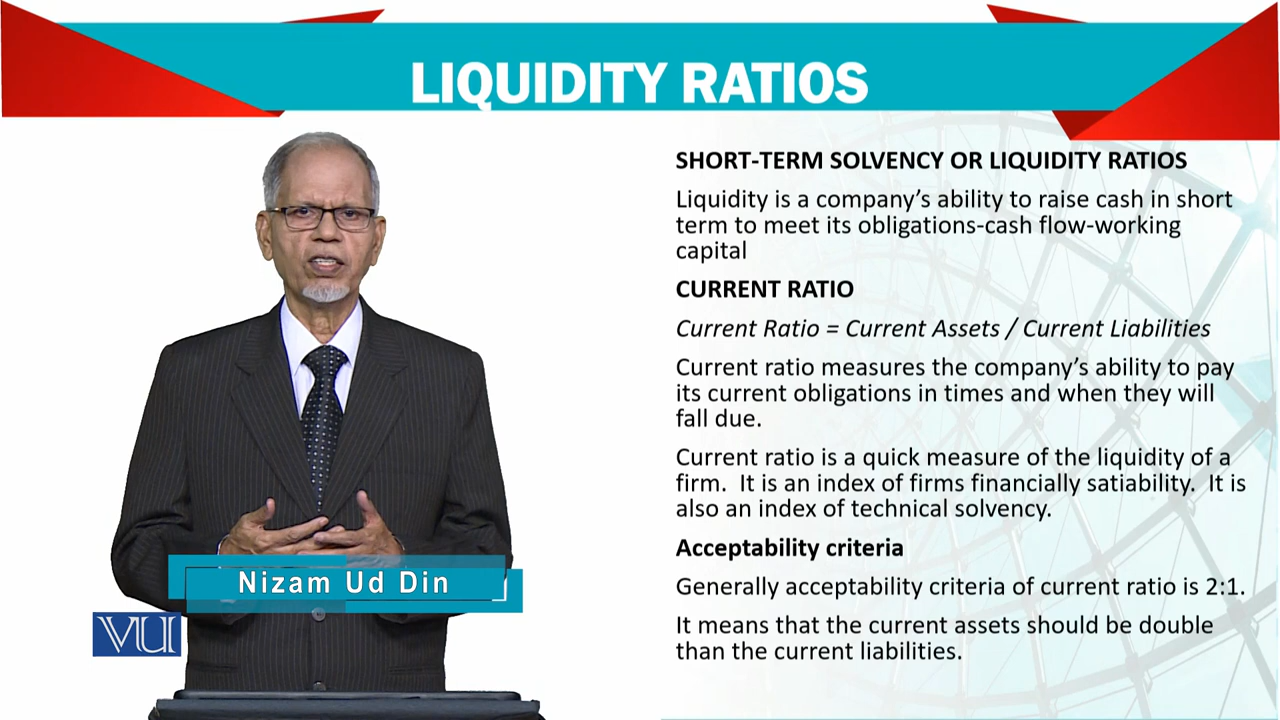 LIQUIDITY RATIOS
SHORT-TERM SOLVENCY OR LIQUIDITY RATIOS
Liquidity is a company’s ability to raise cash in short
term to meet its obligations-cash flow-working
capital
CURRENT RATIO
Current Ratio = Current Assets / Current Liabilities
Current ratio measures the company’s ability to pay
its current obligations in times and when they will
fall due.
Current ratio is a quick measure of the liquidity of a
firm.  It is an index of firms financially satiability.  It is
also an index of technical solvency.
Acceptability criteria
Generally acceptability criteria of current ratio is 2:1.
It means that the current assets should be double
than the current liabilities.
Nizam Ud Din
VU